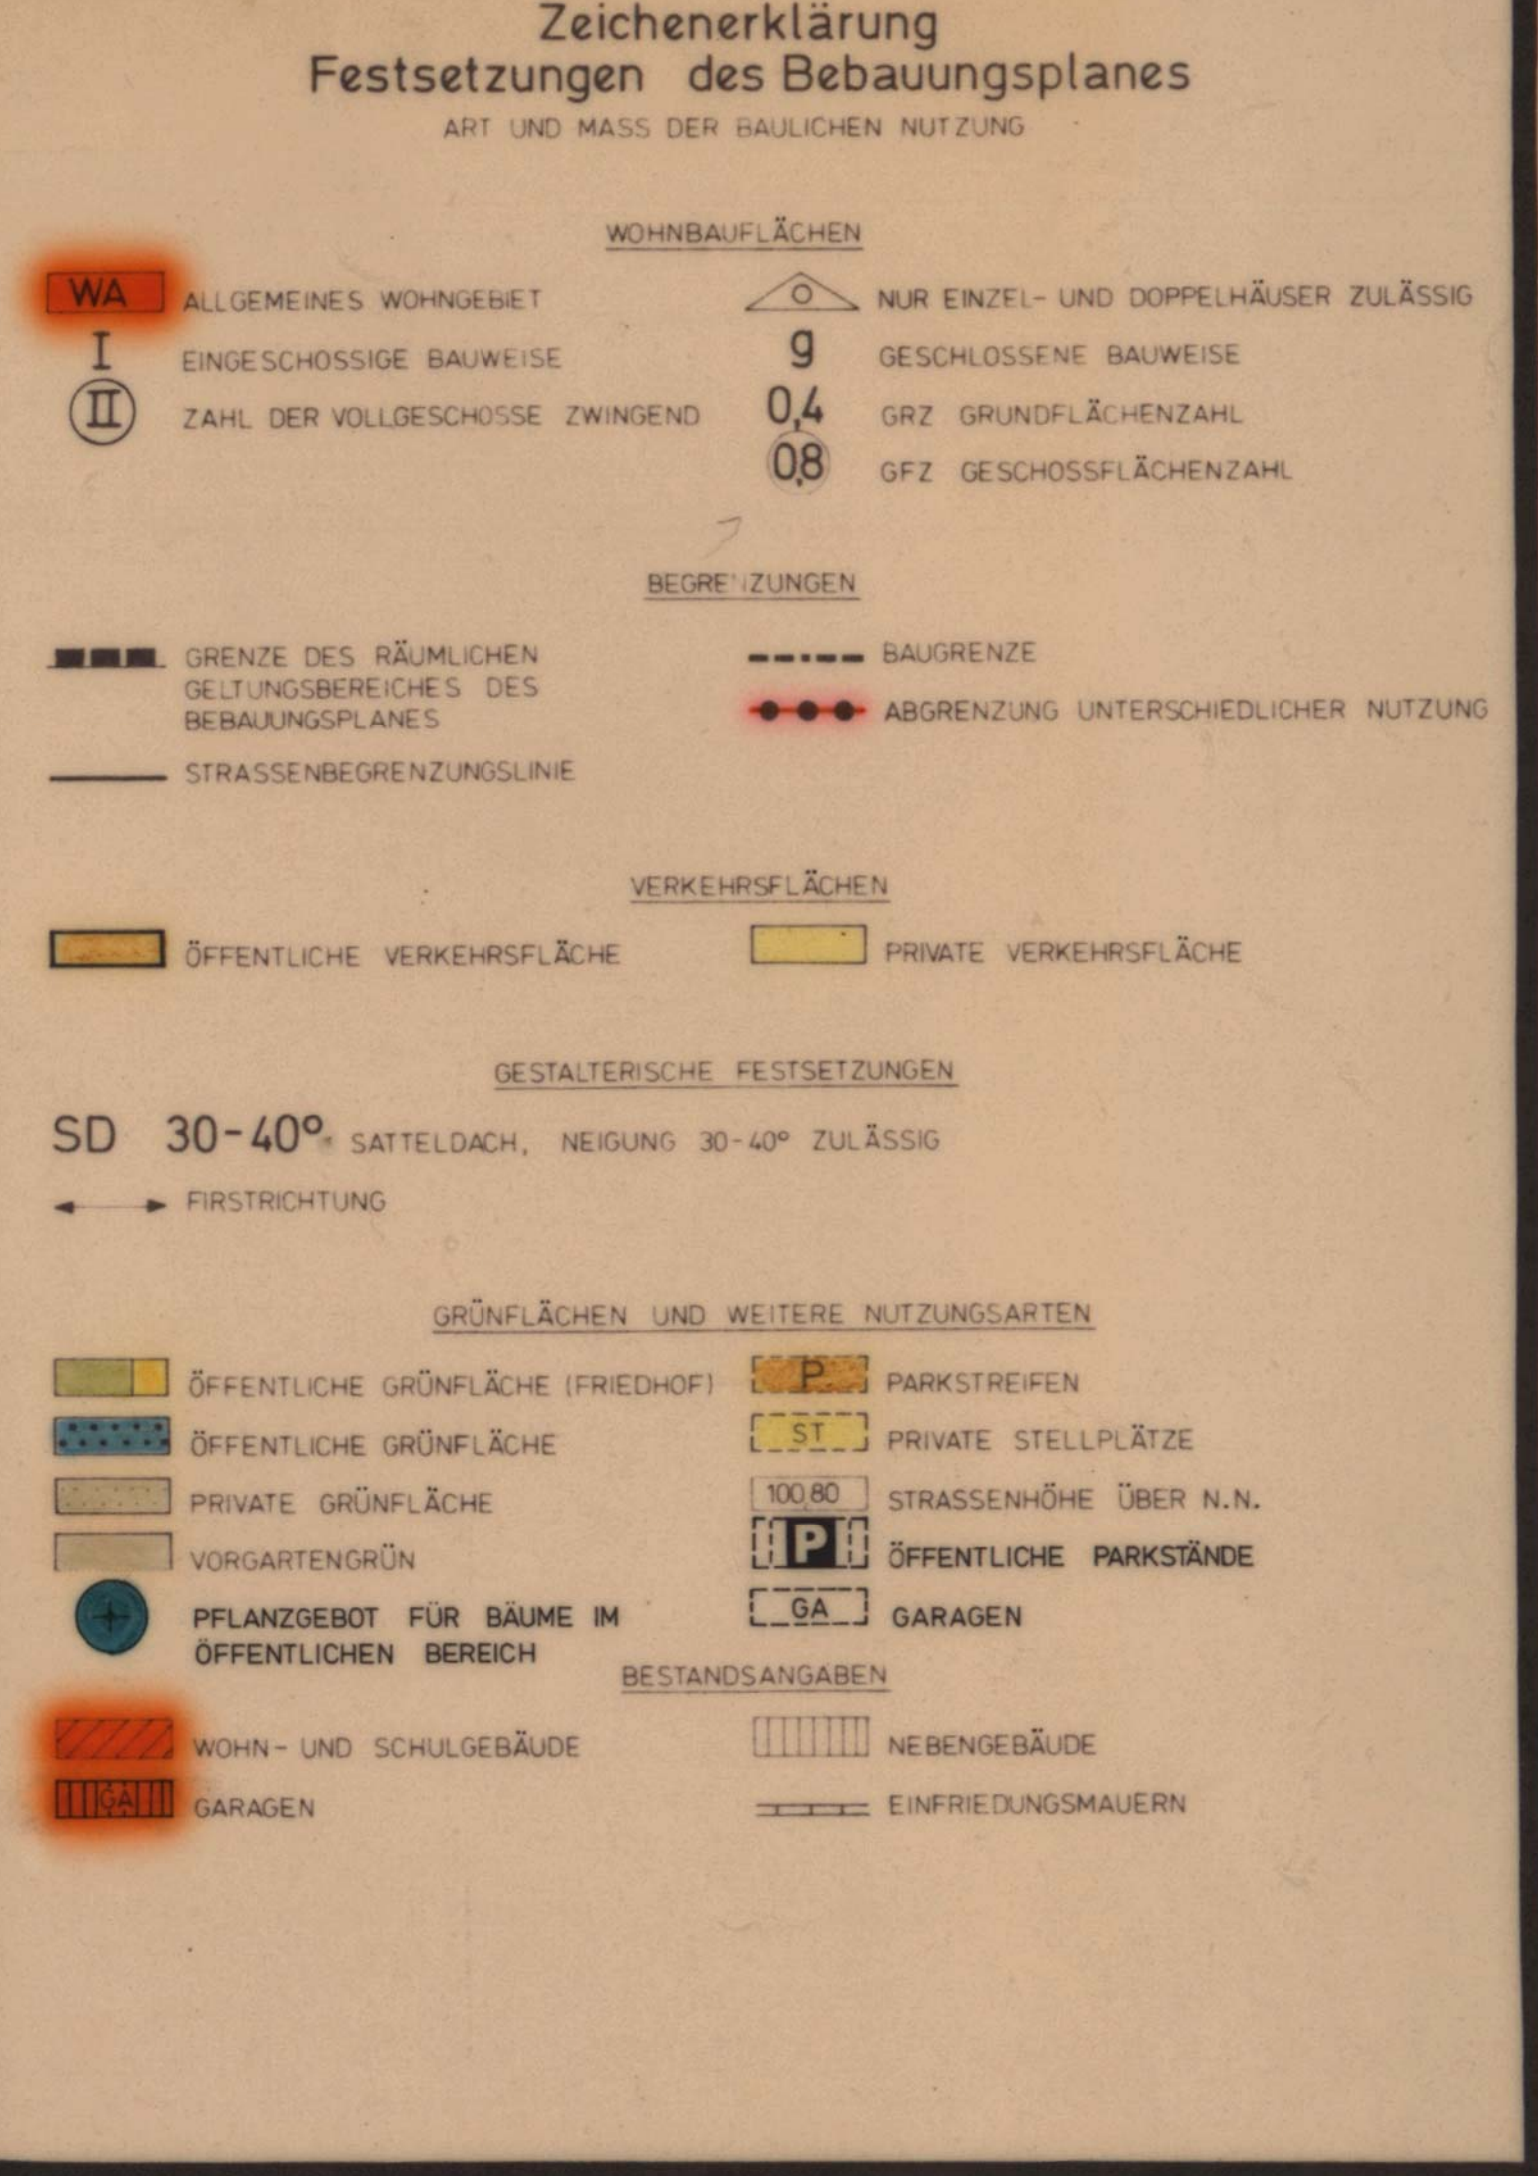 Zeichenerklärung
Festsetzungen des Bebauungsplanes
ART UND MASS DER BAULICHEN NUTZUNG
WOHNBAUFLÄCHEN
WA ALLGEMEINES WOHNGEBIET
I EINGESCHOSSIGE BAUWEISE
II ZAHL DER VOLLGESCHOSSE ZWINGEND
NUR EINZEL- UND DOPPELHÄUSER ZULÄSSIG
g GESCHLOSSENE BAUWEISE
0,4 GRZ GRUNDFLÄCHENZAHL
0,8 GFZ GESCHOSSFLÄCHENZAHL
BEGRENZUNGEN
GRENZE DES RÄUMLICHEN
GELTUNGSBEREICHES DES
BEBAUUNGSPLANES
STRASSENBEGRENZUNGSLINIE
BAUGRENZE
ABGRENZUNG UNTERSCHIEDLICHER NUTZUNG
VERKEHRSFLÄCHEN
ÖFFENTLICHE VERKEHRSFLÄCHE
PRIVATE VERKEHRSFLÄCHE
GESTALTERISCHE FESTSETZUNGEN
SD 30-40° SATTELDACH, NEIGUNG 30-40° ZULÄSSIG
FIRSTRICHTUNG
GRÜNFLÄCHEN UND WEITERE NUTZUNGSARTEN
ÖFFENTLICHE GRÜNFLÄCHE (FRIEDHOF)
ÖFFENTLICHE GRÜNFLÄCHE
PRIVATE GRÜNFLÄCHE
VORGARTENGRÜN
PFLANZGEBOT FÜR BÄUME IM
ÖFFENTLICHEN BEREICH
P PARKSTREIFEN
ST PRIVATE STELLPLÄTZE
100,80 STRASSENHÖHE ÜBER N.N.
P ÖFFENTLICHE PARKSTÄNDE
GA GARAGEN
BESTANDSANGABEN
WOHN- UND SCHULGEBÄUDE
GA GARAGEN
NEBENGEBÄUDE
EINFRIEDUNGSMAUERN